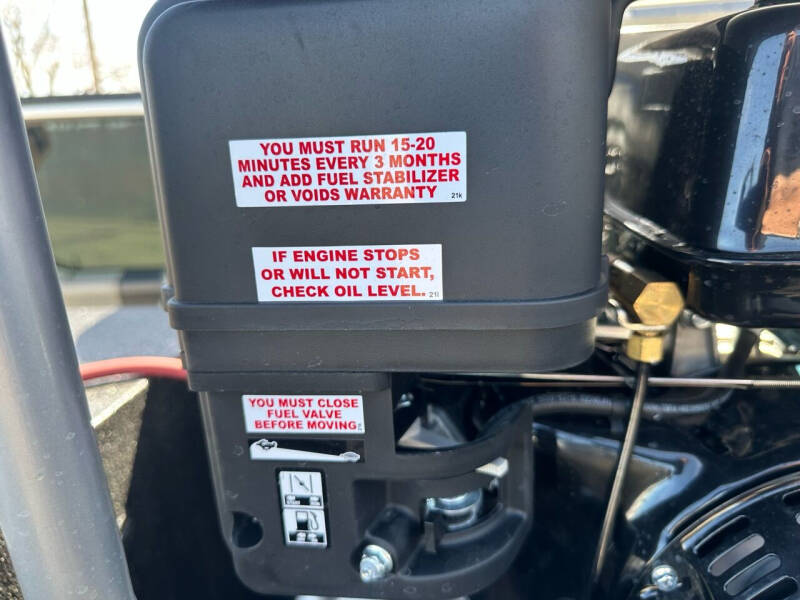 YOU MUST RUN 15-20
MINUTES EVERY 3 MONTHS
AND ADD FUEL STABILIZER
OR VOIDS WARRANTY 21k
IF ENGINE STOPS
OR WILL NOT START,
CHECK OIL LEVEL.
YOU MUST CLOSE
FUEL VALVE
BEFORE MOVING